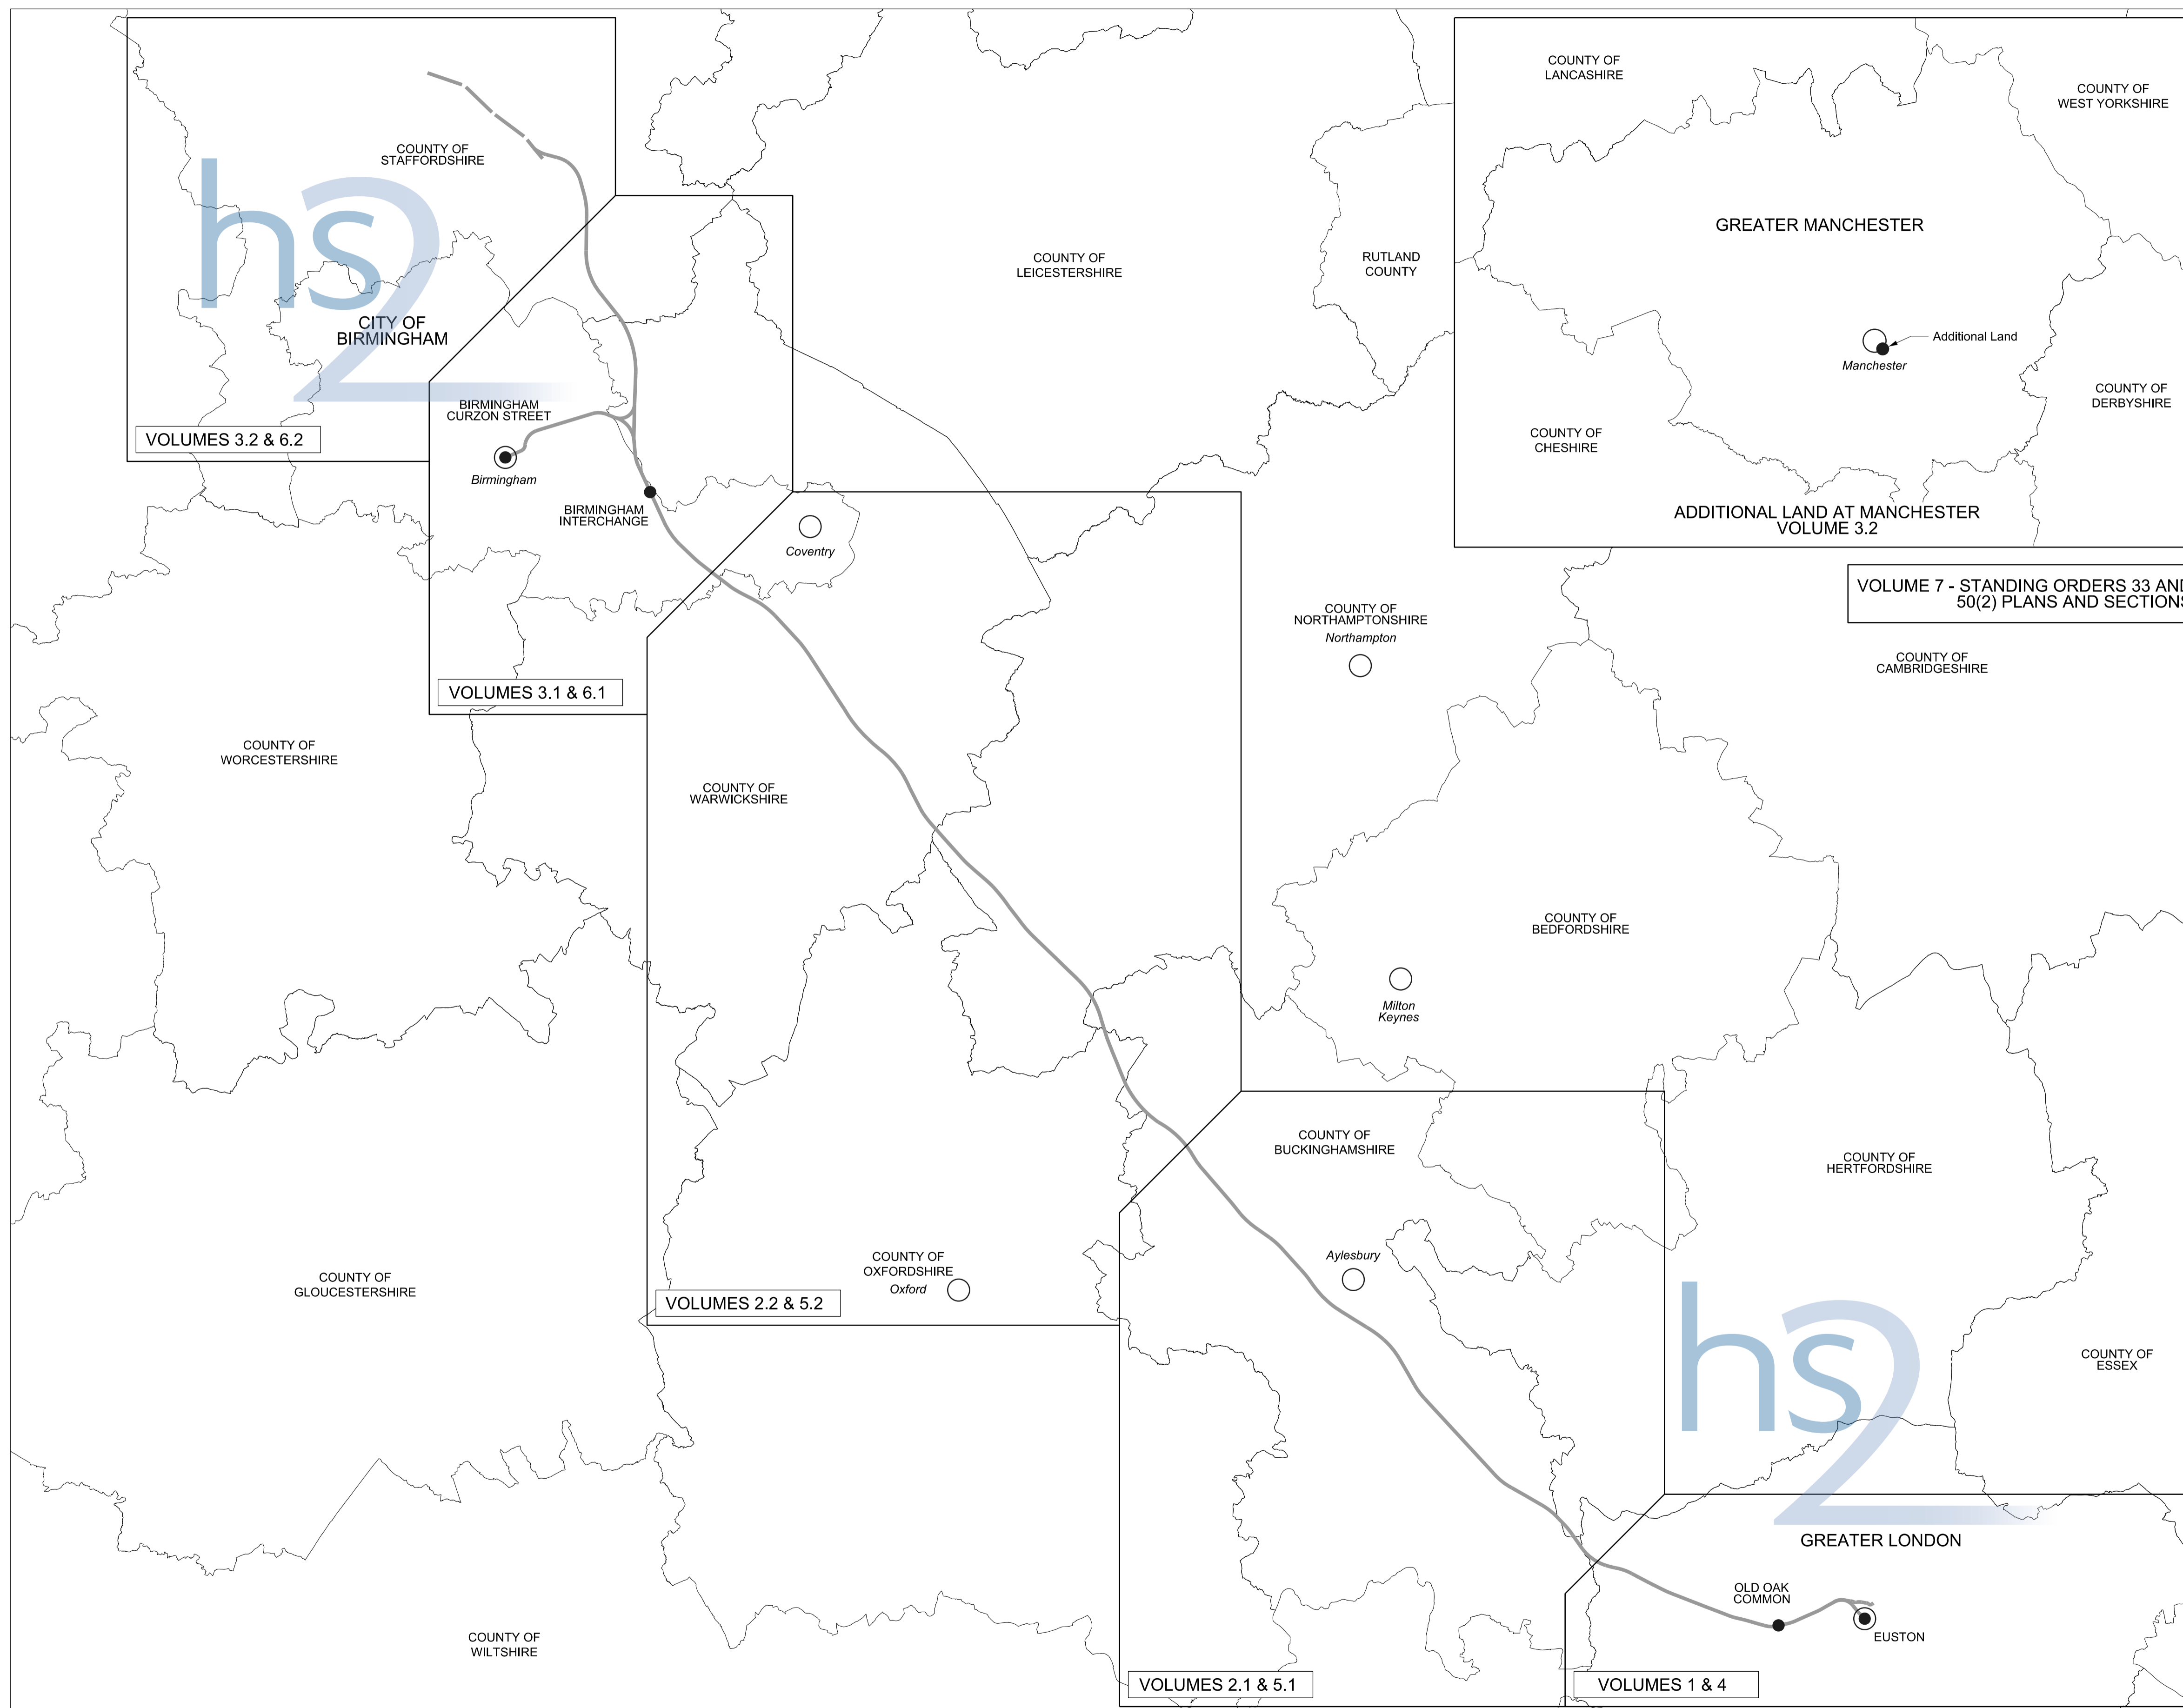 COUNTY OF
LANCASHIRE
COUNTY OF
WEST YORKSHIRE
COUNTY OF
STAFFORDSHIRE
hs2
GREATER MANCHESTER
COUNTY OF
LEICESTERSHIRE
RUTLAND
COUNTY
CITY OF
BIRMINGHAM
Additional Land
Manchester
COUNTY OF
DERBYSHIRE
BIRMINGHAM
CURZON STREET
VOLUMES 3.2 & 6.2
COUNTY OF
CHESHIRE
Birmingham
BIRMINGHAM
INTERCHANGE
ADDITIONAL LAND AT MANCHESTER
VOLUME 3.2
Coventry
VOLUME 7 - STANDING ORDERS 33 AND
50(2) PLANS AND SECTIONS
COUNTY OF
NORTHAMPTONSHIRE
Northampton
COUNTY OF
CAMBRIDGESHIRE
VOLUMES 3.1 & 6.1
COUNTY OF
WORCESTERSHIRE
COUNTY OF
WARWICKSHIRE
COUNTY OF
BEDFORDSHIRE
Milton
Keynes
COUNTY OF
BUCKINGHAMSHIRE
COUNTY OF
HERTFORDSHIRE
Aylesbury
COUNTY OF
OXFORDSHIRE
Oxford
COUNTY OF
GLOUCESTERSHIRE
VOLUMES 2.2 & 5.2
hs2
COUNTY OF
ESSEX
GREATER LONDON
OLD OAK
COMMON
EUSTON
COUNTY OF
WILTSHIRE
VOLUMES 2.1 & 5.1
VOLUMES 1 & 4